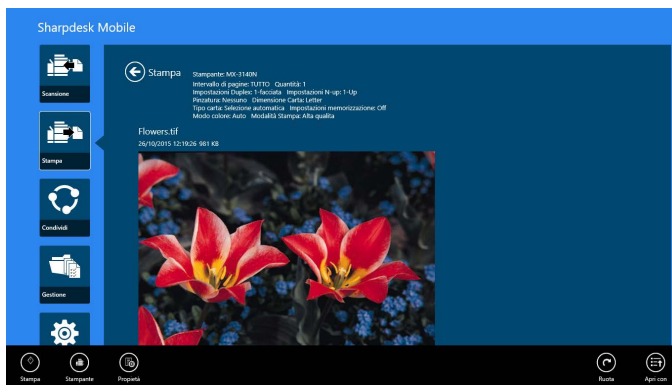 Sharpdesk Mobile
Scansione
Stampa
Condividi
Gestione
Stampa
Stampante: MX-3140N
Intervallo di pagine: TUTTO Quantità: 1
Impostazioni Duplex: 1-facciata Impostazioni N-up: 1-Up
Pinzatura: Nessuno Dimensione Carta: Letter
Tipo carta: Selezione automatica Impostazioni memorizzazione: Off
Modo colore: Auto Modalità Stampa: Alta qualita
Flowers.tif
26/10/2015 12:19:26 981 KB
Stampa
Stampante
Propietà
Ruota
Apri con